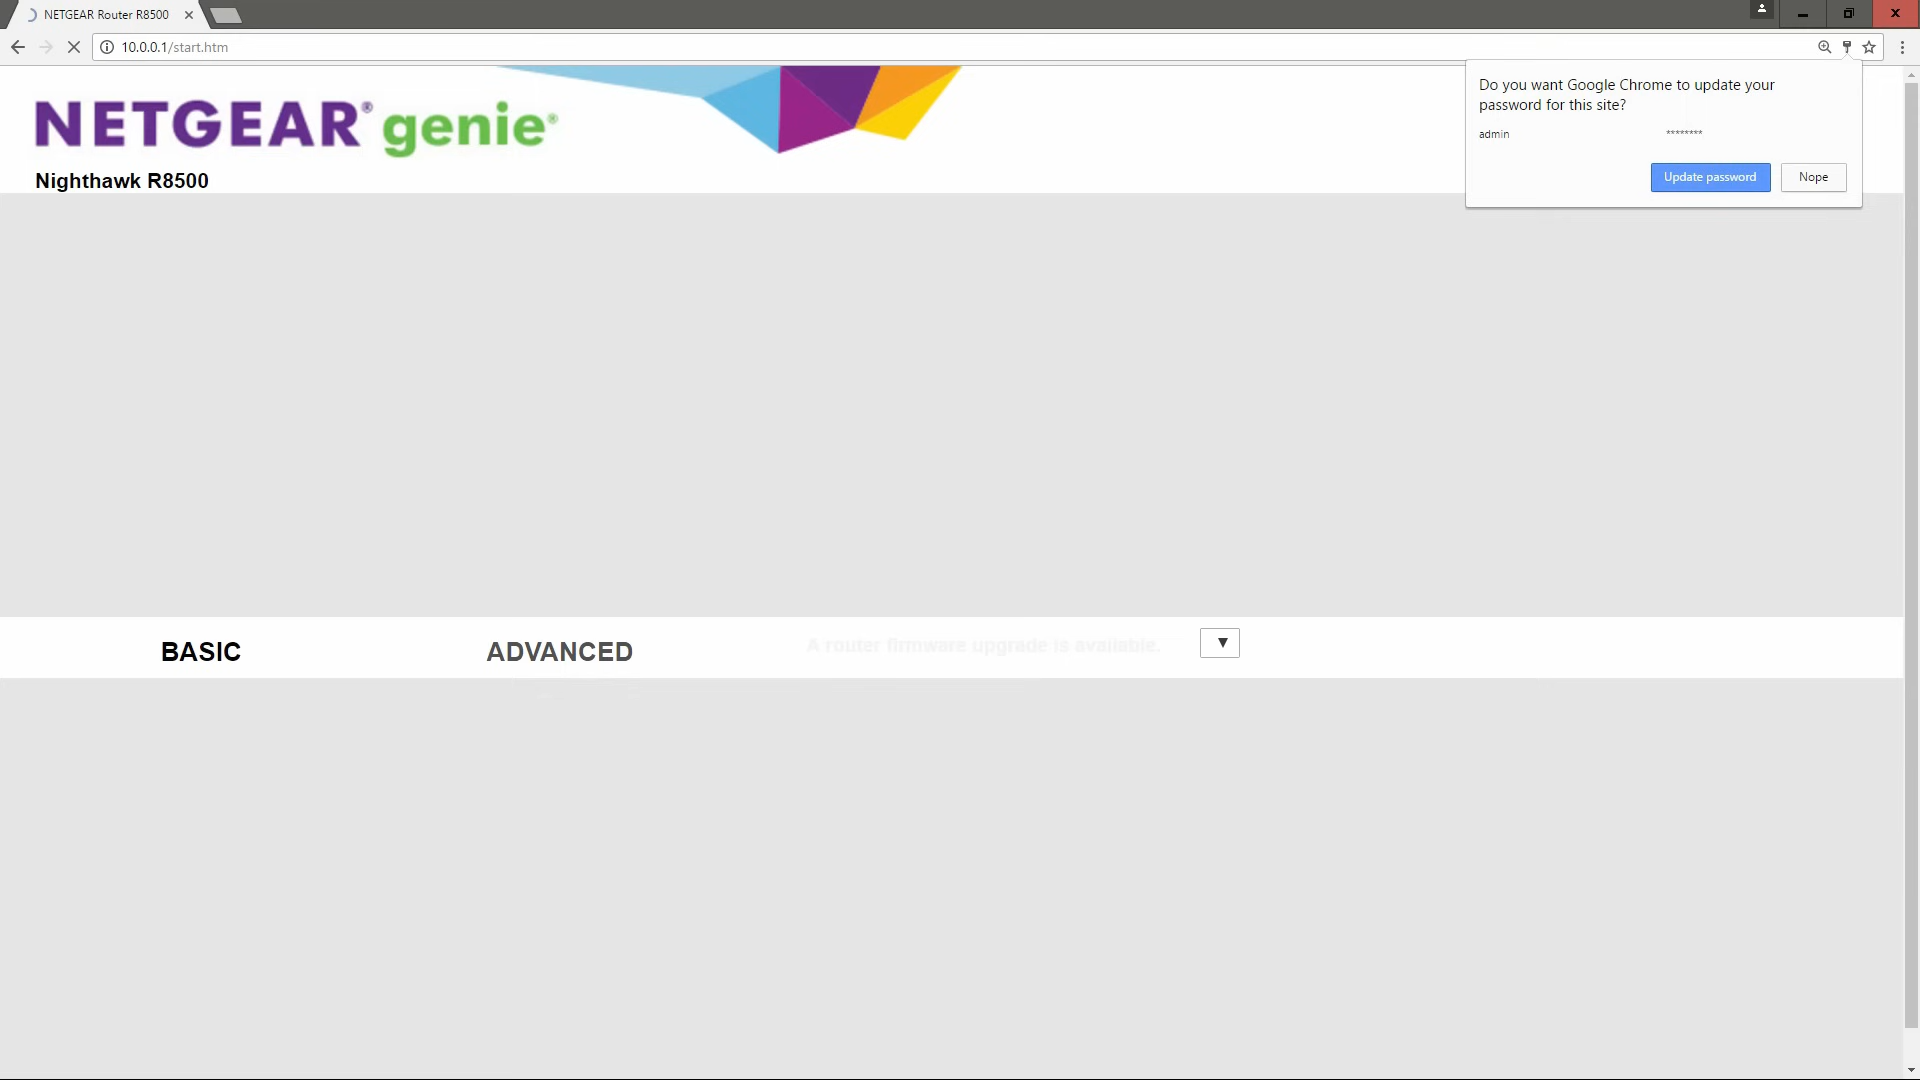 NETGEAR Router R8500
10.0.0.1/start.htm
Do you want Google Chrome to update your
password for this site?
admin ********
Update password Nope
NETGEAR® genie®
Nighthawk R8500
BASIC ADVANCED A router firmware upgrade is available.